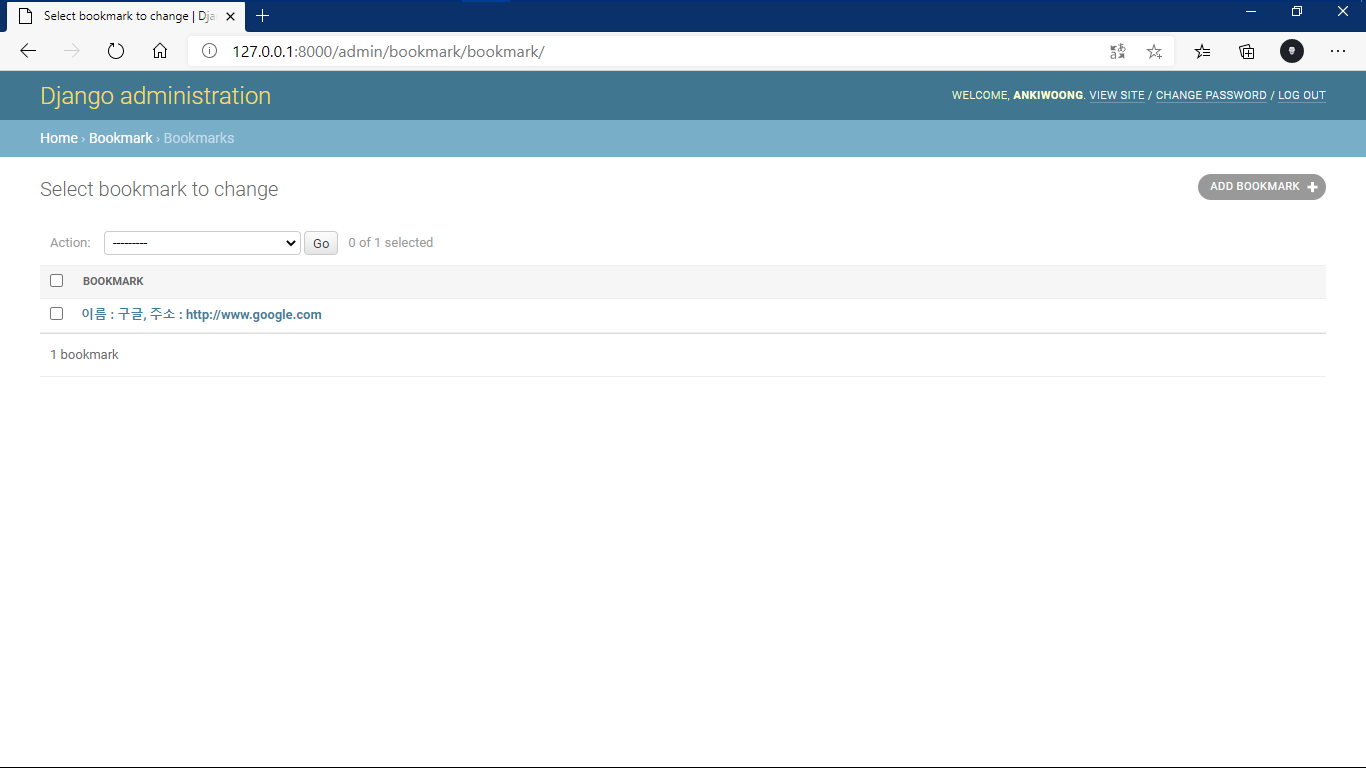 Select bookmark to change | Dja
127.0.0.1:8000/admin/bookmark/bookmark/
Django administration
WELCOME, ANKIWOONG. VIEW SITE / CHANGE PASSWORD / LOG OUT
Home › Bookmark › Bookmarks
Select bookmark to change
ADD BOOKMARK
Action: --------- Go 0 of 1 selected
BOOKMARK
이름 : 구글, 주소 : http://www.google.com
1 bookmark